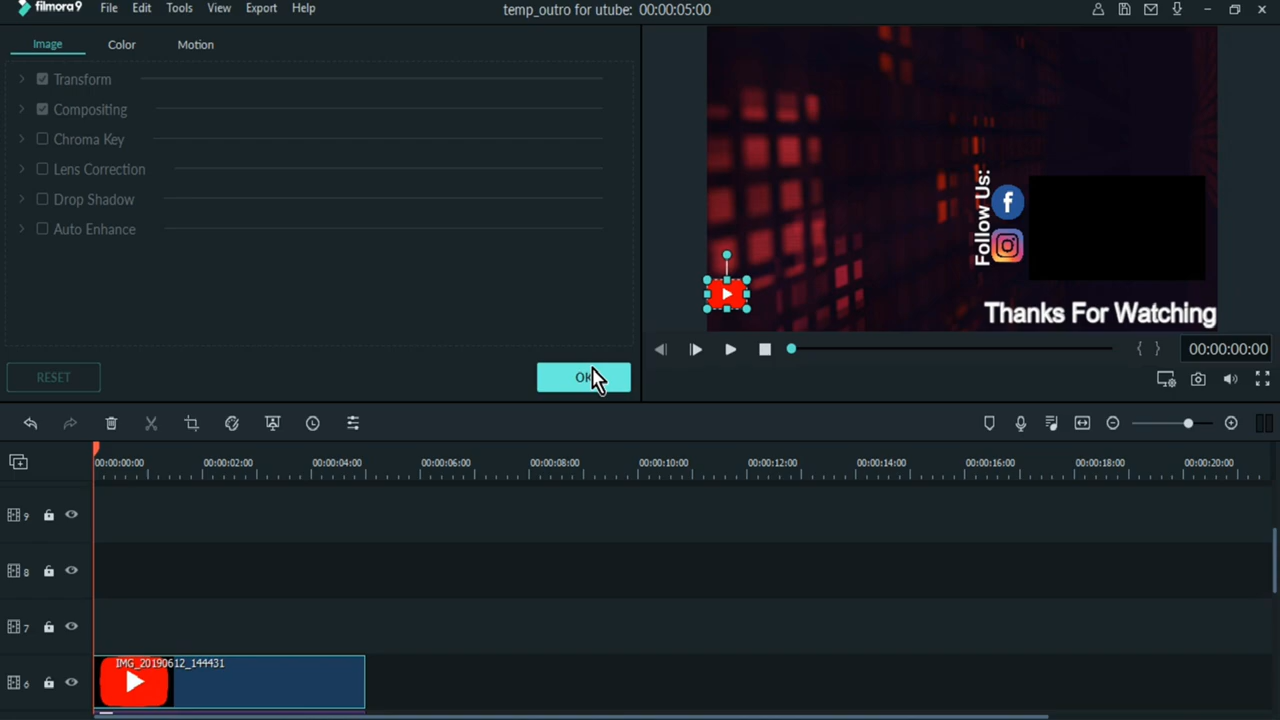 filmora9 File Edit Tools View Export Help temp_outro for utube: 00:00:05:00
Image Color Motion
Transform
Compositing
Chroma Key
Lens Correction
Drop Shadow
Auto Enhance
RESET OK
Follow Us:
Thanks For Watching
{ } 00:00:00:00
00:00:00:00 00:00:02:00 00:00:04:00 00:00:06:00 00:00:08:00 00:00:10:00 00:00:12:00 00:00:14:00 00:00:16:00 00:00:18:00 00:00:20:00
9
8
7
6
IMG_20190612_144431